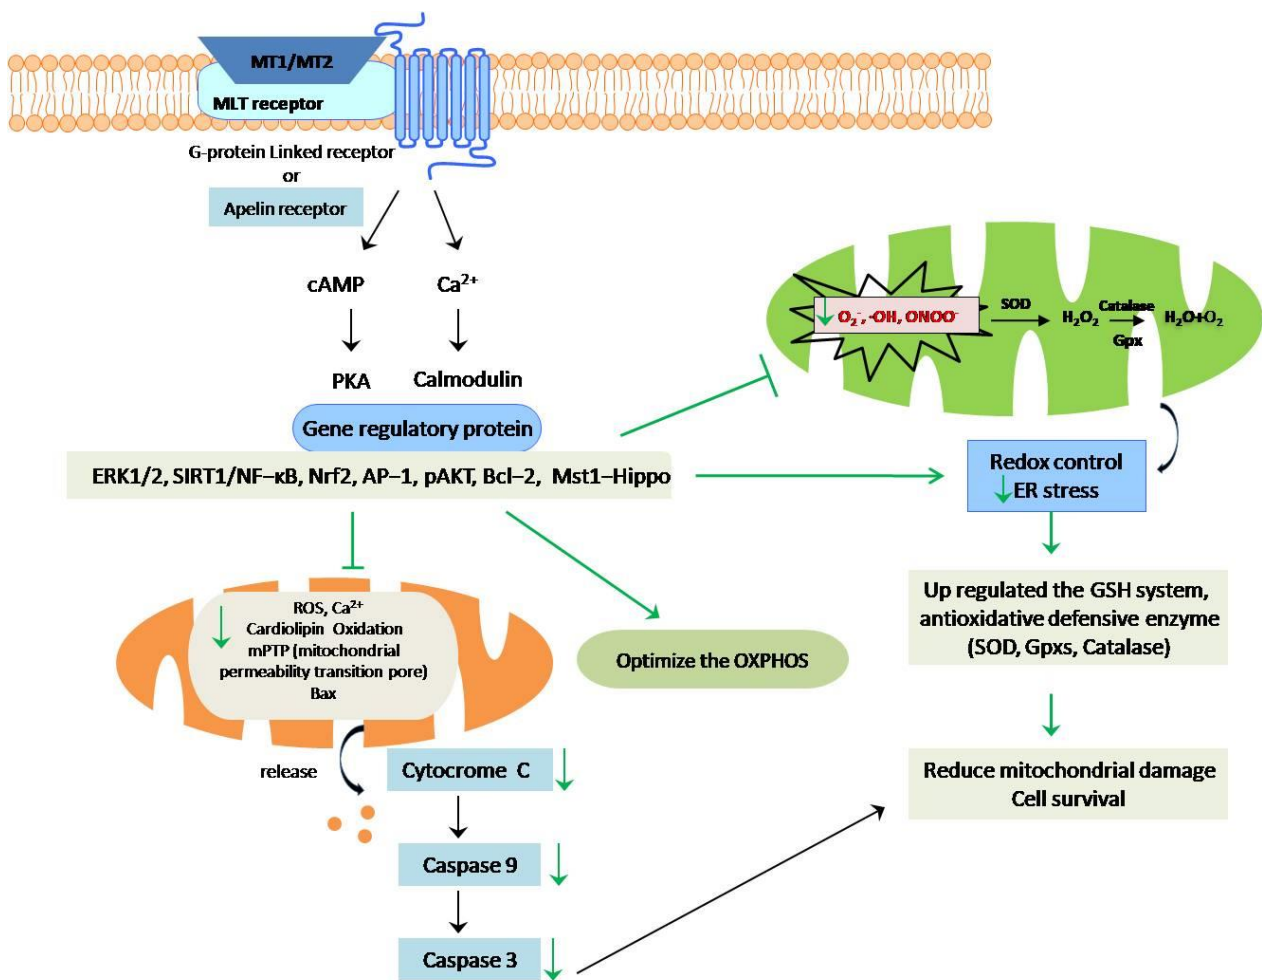 MT1/MT2
MLT receptor
G-protein Linked receptor
or
Apelin receptor
cAMP
Ca²⁺
PKA
Calmodulin
Gene regulatory protein
ERK1/2, SIRT1/NF–κB, Nrf2, AP–1, pAKT, Bcl–2, Mst1–Hippo
O₂⁻, ·OH, ONOO⁻
SOD
H₂O₂
Catalase
Gpx
H₂O+O₂
Redox control
ER stress
Up regulated the GSH system,
antioxidative defensive enzyme
(SOD, Gpxs, Catalase)
Reduce mitochondrial damage
Cell survival
ROS, Ca²⁺
Cardiolipin Oxidation
mPTP (mitochondrial
permeability transition pore)
Bax
Optimize the OXPHOS
release
Cytocrome C
Caspase 9
Caspase 3